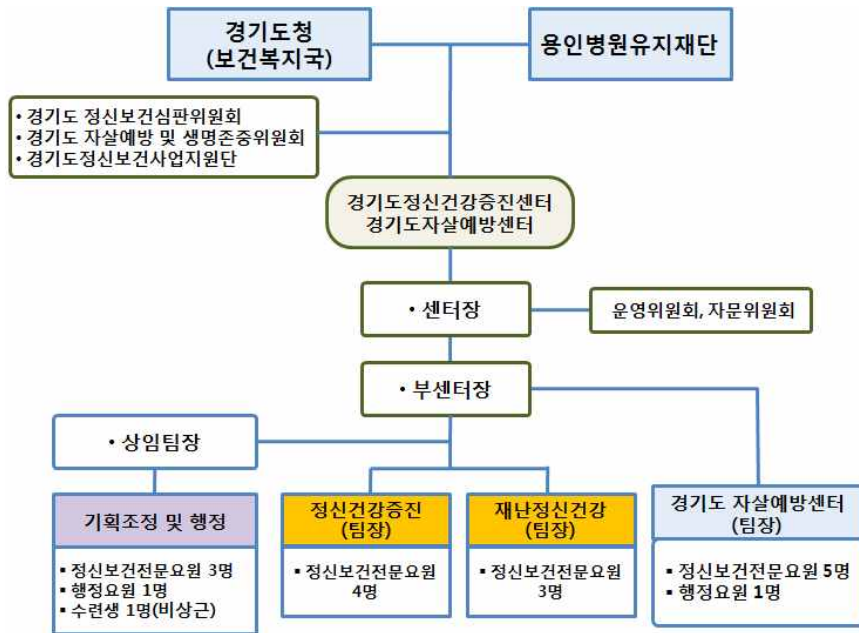 경기도청
(보건복지국)
용인병원유지재단
• 경기도 정신보건심판위원회
• 경기도 자살예방 및 생명존중위원회
• 경기도정신보건사업지원단
경기도정신건강증진센터
경기도자살예방센터
• 센터장
운영위원회, 자문위원회
• 부센터장
• 상임팀장
기획조정 및 행정
▪ 정신보건전문요원 3명
▪ 행정요원 1명
▪ 수련생 1명(비상근)
정신건강증진
(팀장)
▪ 정신보건전문요원
4명
재난정신건강
(팀장)
▪ 정신보건전문요원
3명
경기도 자살예방센터
(팀장)
▪ 정신보건전문요원 5명
▪ 행정요원 1명